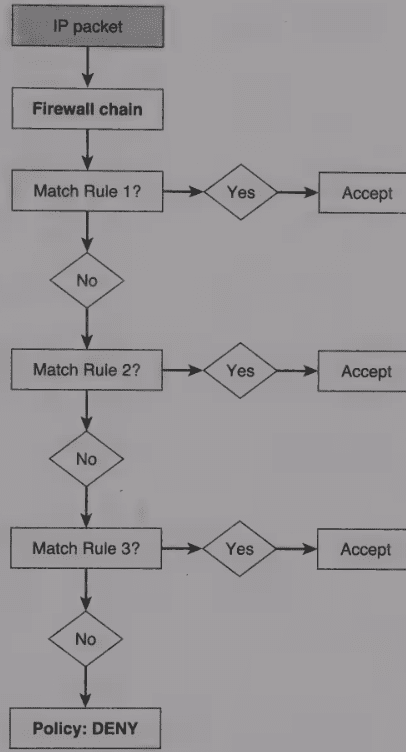 IP packet
Firewall chain
Match Rule 1?
Yes
Accept
No
Match Rule 2?
Yes
Accept
No
Match Rule 3?
Yes
Accept
No
Policy: DENY